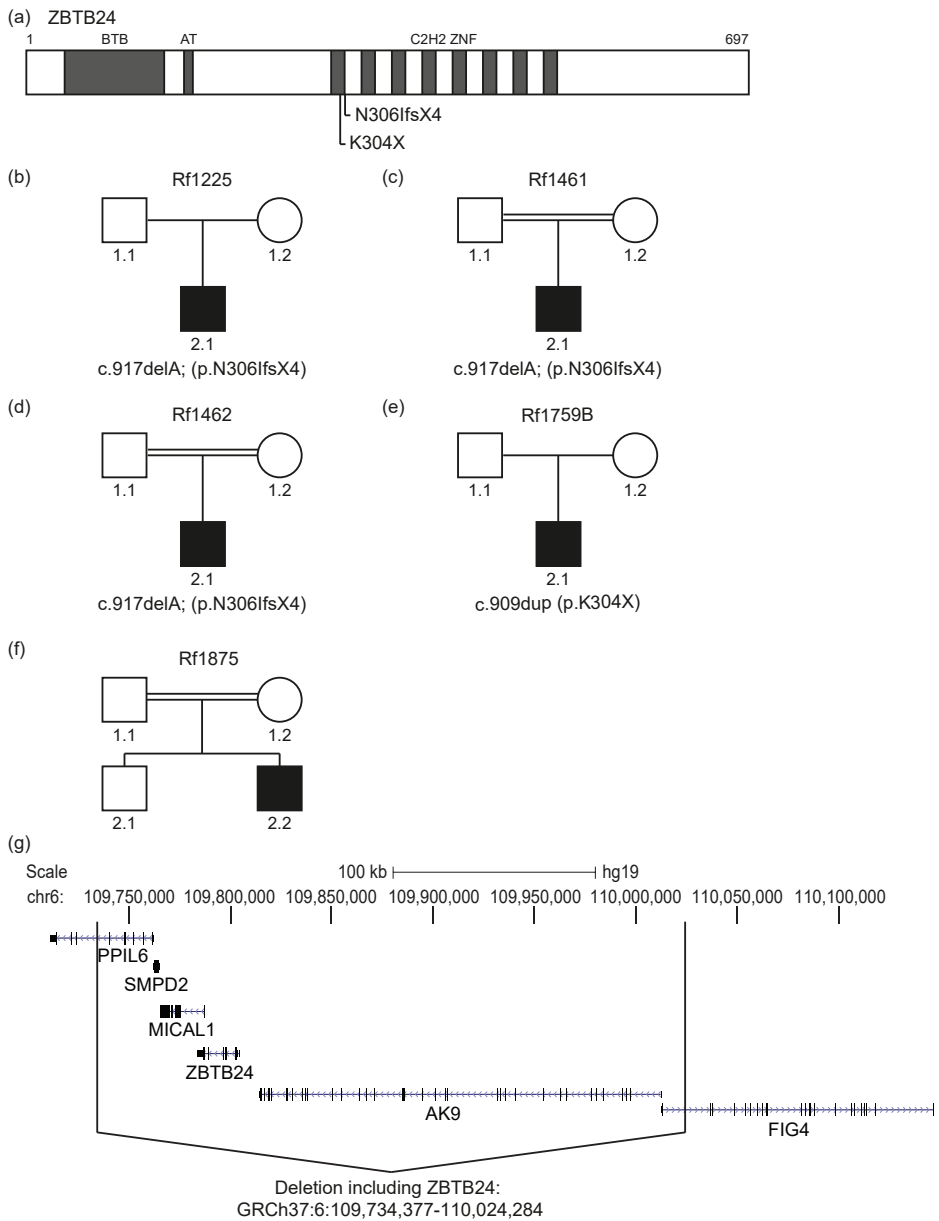 (a) ZBTB24
1 BTB AT C2H2 ZNF 697
N306IfsX4
K304X
(b) Rf1225
1.1 1.2
2.1
c.917delA; (p.N306IfsX4)
(c) Rf1461
1.1 1.2
2.1
c.917delA; (p.N306IfsX4)
(d) Rf1462
1.1 1.2
2.1
c.917delA; (p.N306IfsX4)
(e) Rf1759B
1.1 1.2
2.1
c.909dup (p.K304X)
(f) Rf1875
1.1 1.2
2.1 2.2
(g)
Scale 100 kb hg19
chr6: 109,750,000 109,800,000 109,850,000 109,900,000 109,950,000 110,000,000 110,050,000 110,100,000
PPIL6
SMPD2
MICAL1
ZBTB24
AK9
FIG4
Deletion including ZBTB24:
GRCh37:6:109,734,377-110,024,284